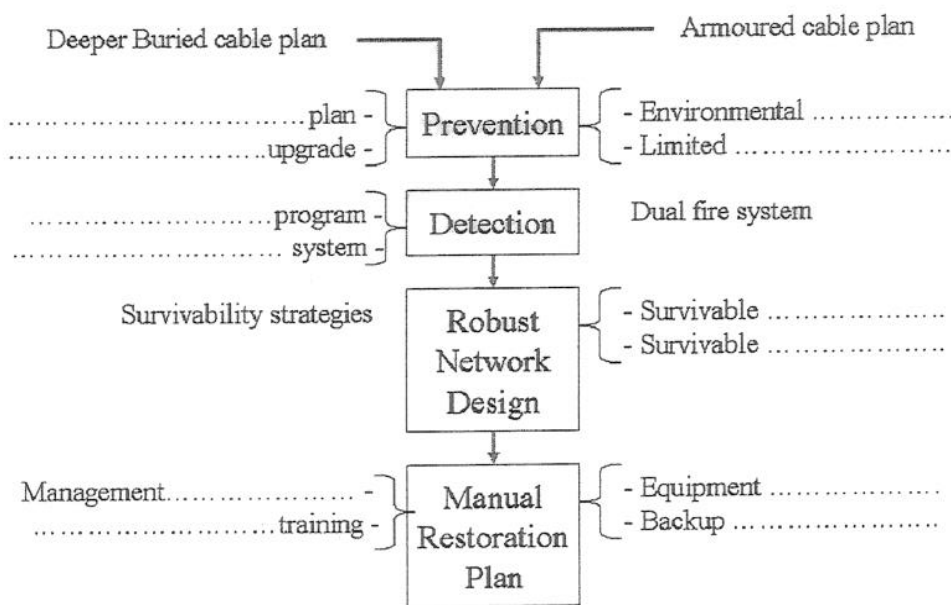 Deeper Buried cable plan
Armoured cable plan
……………………………plan -
……………………………upgrade -
Prevention
- Environmental ……………………
- Limited ……………………
……………………………program -
……………………………system -
Detection
Dual fire system
Survivability strategies
Robust
Network
Design
- Survivable ……………………
- Survivable ……………………
Management…………………… -
……………………………training -
Manual
Restoration
Plan
- Equipment ……………………
- Backup ……………………